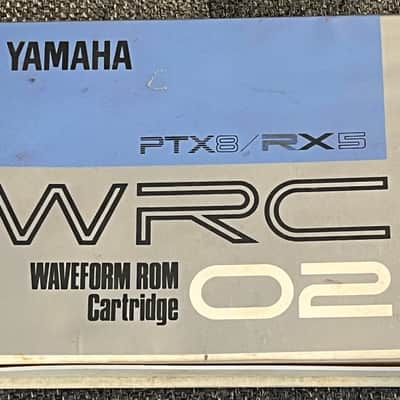 YAMAHA
PTX8/RX5
WRC
WAVEFORM ROM
Cartridge
02